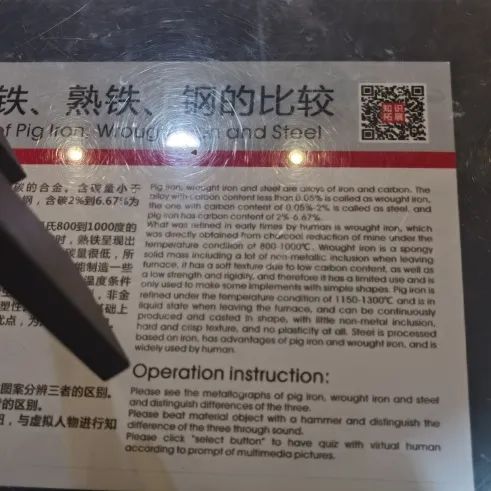 铁、熟铁、钢的比较
of Pig Iron, Wrought Iron and Steel
知识
拓展
碳的合金。含碳量小于
钢，含碳2%到6.67%为
氏800到1000度的
时，熟铁呈现出
碳量很低，所
能制造一些
温度条件
，非金
塑性
基础上
优点，为
图案分辨三者的区别。
的区别。
，与虚拟人物进行知
Pig iron, wrought iron and steel are alloys of iron and carbon. The
alloy with carbon content less than 0.05% is called as wrought iron,
the one with carbon content of 0.05%-2% is called as steel, and
pig iron has carbon content of 2%-6.67%.
What was refined in early times by human is wrought iron, which
was directly obtained from charcoal reduction of mine under the
temperature condition of 800-1000℃. Wrought iron is a spongy
solid mass including a lot of non-metallic inclusion when leaving
furnace, it has a soft texture due to low carbon content, as well as
a low strength and rigidity, and therefore it has a limited use and is
only used to make some implements with simple shapes. Pig iron is
refined under the temperature condition of 1150-1300℃ and is in
liquid state when leaving the furnace, and can be continuously
produced and casted in shape, with little non-metal inclusion,
hard and crisp texture, and no plasticity at all. Steel is processed
based on iron, has advantages of pig iron and wrought iron, and is
widely used by human.
Operation instruction:
Please see the metallographs of pig iron, wrought iron and steel
and distinguish differences of the three.
Please beat material object with a hammer and distinguish the
difference of the three through sound.
Please click "select button" to have quiz with virtual human
according to prompt of multimedia pictures.